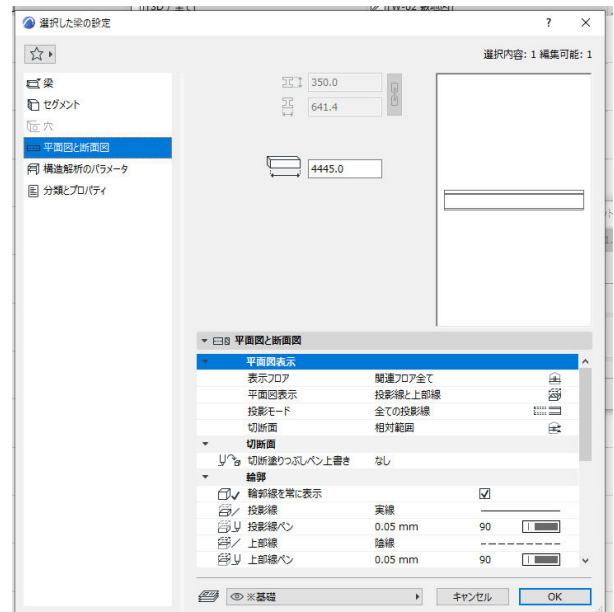 選択した梁の設定 ? ×
選択内容: 1 編集可能: 1
梁
セグメント
穴
平面図と断面図
構造解析のパラメータ
分類とプロパティ
350.0
641.4
4445.0
平面図と断面図
平面図表示
表示フロア 関連フロア全て
平面図表示 投影線と上部線
投影モード 全ての投影線
切断面 相対範囲
切断面
切断塗りつぶしペン上書き なし
輪郭
輪郭線を常に表示
投影線 実線
投影線ペン 0.05 mm 90
上部線 陰線
上部線ペン 0.05 mm 90
※基礎 キャンセル OK